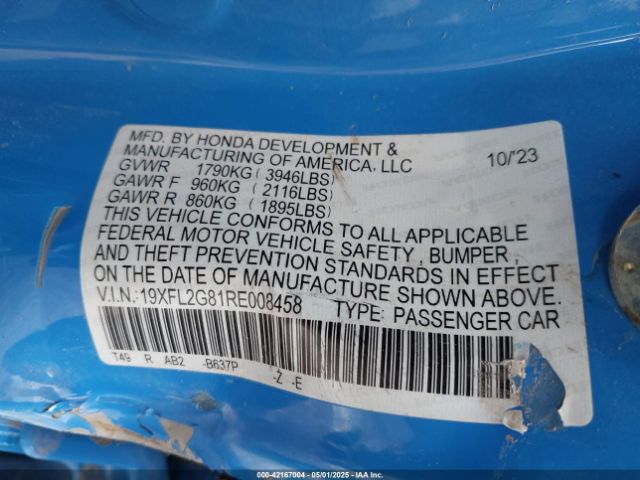 MFD. BY HONDA DEVELOPMENT &
MANUFACTURING OF AMERICA, LLC 10/'23
GVWR 1790KG ( 3946LBS)
GAWR F 960KG ( 2116LBS)
GAWR R 860KG ( 1895LBS)
THIS VEHICLE CONFORMS TO ALL APPLICABLE
FEDERAL MOTOR VEHICLE SAFETY, BUMPER,
AND THEFT PREVENTION STANDARDS IN EFFECT
ON THE DATE OF MANUFACTURE SHOWN ABOVE.
V.I.N.:19XFL2G81RE008458 TYPE: PASSENGER CAR
T49 R AB2 -B637P -Z -E
000-42167004 - 05/01/2025 - IAAI.COM